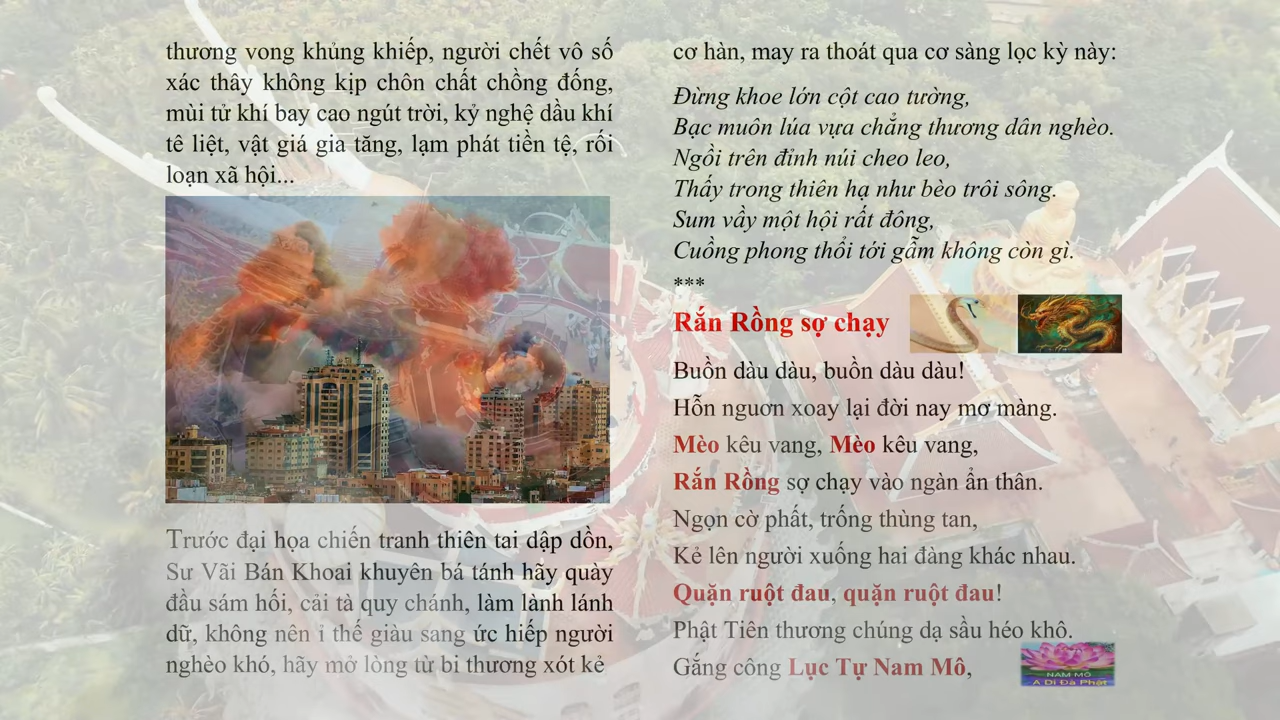 thương vong khủng khiếp, người chết vô số
xác thây không kịp chôn chất chồng đống,
mùi tử khí bay cao ngút trời, kỷ nghệ dầu khí
tê liệt, vật giá gia tăng, lạm phát tiền tệ, rối
loạn xã hội...
Trước đại họa chiến tranh thiên tai dập dồn,
Sư Vãi Bán Khoai khuyên bá tánh hãy quày
đầu sám hối, cải tà quy chánh, làm lành lánh
dữ, không nên ỉ thế giàu sang ức hiếp người
nghèo khó, hãy mở lòng từ bi thương xót kẻ
cơ hàn, may ra thoát qua cơ sàng lọc kỳ này:
Đừng khoe lớn cột cao tường,
Bạc muôn lúa vựa chẳng thương dân nghèo.
Ngồi trên đỉnh núi cheo leo,
Thấy trong thiên hạ như bèo trôi sông.
Sum vầy một hội rất đông,
Cuồng phong thổi tới gẫm không còn gì.
***
Rắn Rồng sợ chạy
Buồn dàu dàu, buồn dàu dàu!
Hỗn nguơn xoay lại đời nay mơ màng.
Mèo kêu vang, Mèo kêu vang,
Rắn Rồng sợ chạy vào ngàn ẩn thân.
Ngọn cờ phất, trống thùng tan,
Kẻ lên người xuống hai đàng khác nhau.
Quặn ruột đau, quặn ruột đau!
Phật Tiên thương chúng dạ sầu héo khô.
Gắng công Lục Tự Nam Mô,
NAM MÔ
A Di Đà Phật